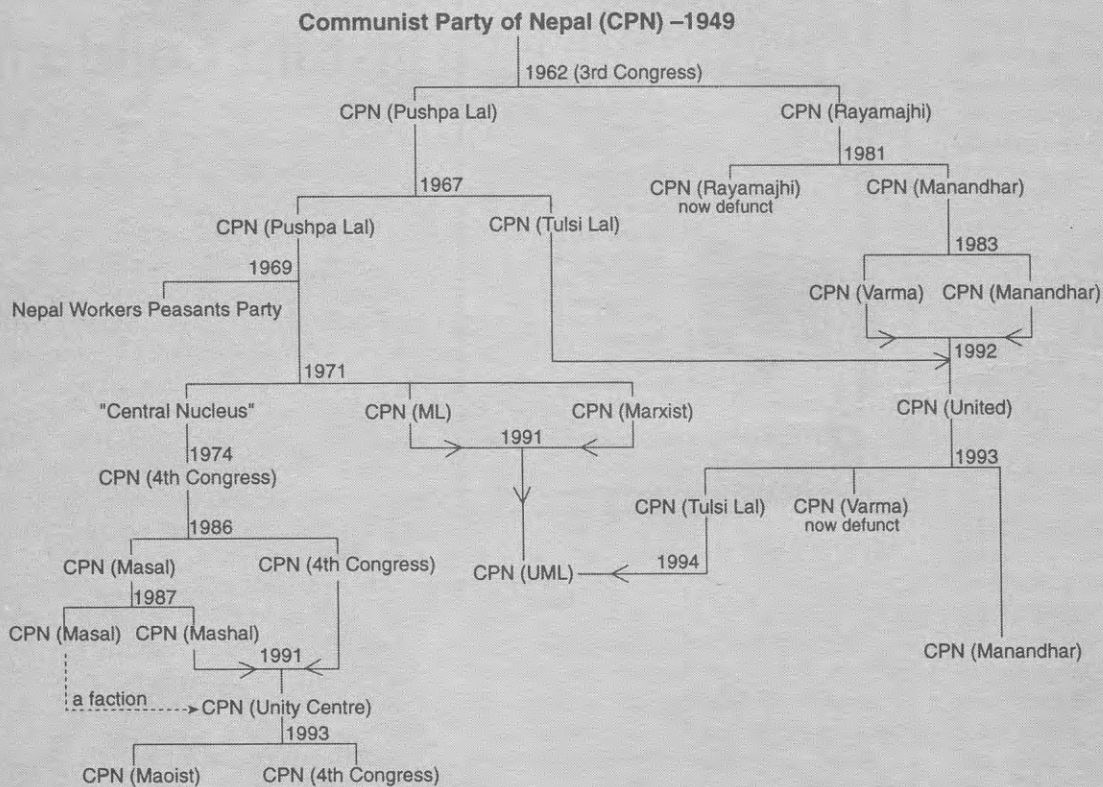 Communist Party of Nepal (CPN) –1949
1962 (3rd Congress)
CPN (Pushpa Lal)
CPN (Rayamajhi)
1981
1967
CPN (Rayamajhi)
now defunct
CPN (Manandhar)
CPN (Pushpa Lal)
CPN (Tulsi Lal)
1983
1969
Nepal Workers Peasants Party
CPN (Varma)
CPN (Manandhar)
1992
1971
"Central Nucleus"
CPN (ML)
CPN (Marxist)
CPN (United)
1991
1974
CPN (4th Congress)
1993
CPN (Tulsi Lal)
CPN (Varma)
now defunct
1986
CPN (Masal)
CPN (4th Congress)
CPN (UML)
1994
1987
CPN (Masal)
CPN (Mashal)
CPN (Manandhar)
1991
a faction
CPN (Unity Centre)
1993
CPN (Maoist)
CPN (4th Congress)